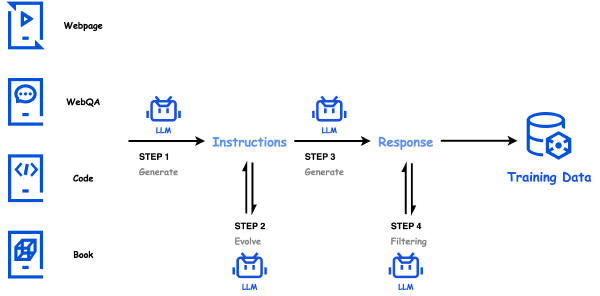 Webpage
WebQA
Code
Book
LLM
STEP 1
Generate
Instructions
STEP 2
Evolve
LLM
LLM
STEP 3
Generate
Response
STEP 4
Filtering
LLM
Training Data